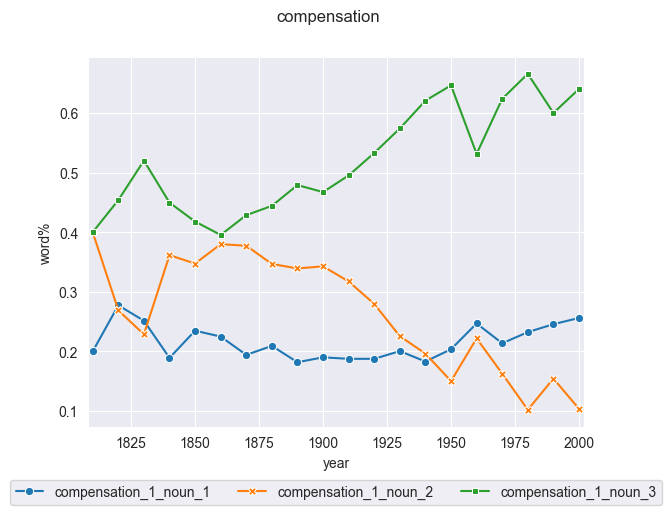 compensation
word%
0.6
0.5
0.4
0.3
0.2
0.1
1825 1850 1875 1900 1925 1950 1975 2000
year
compensation_1_noun_1 compensation_1_noun_2 compensation_1_noun_3